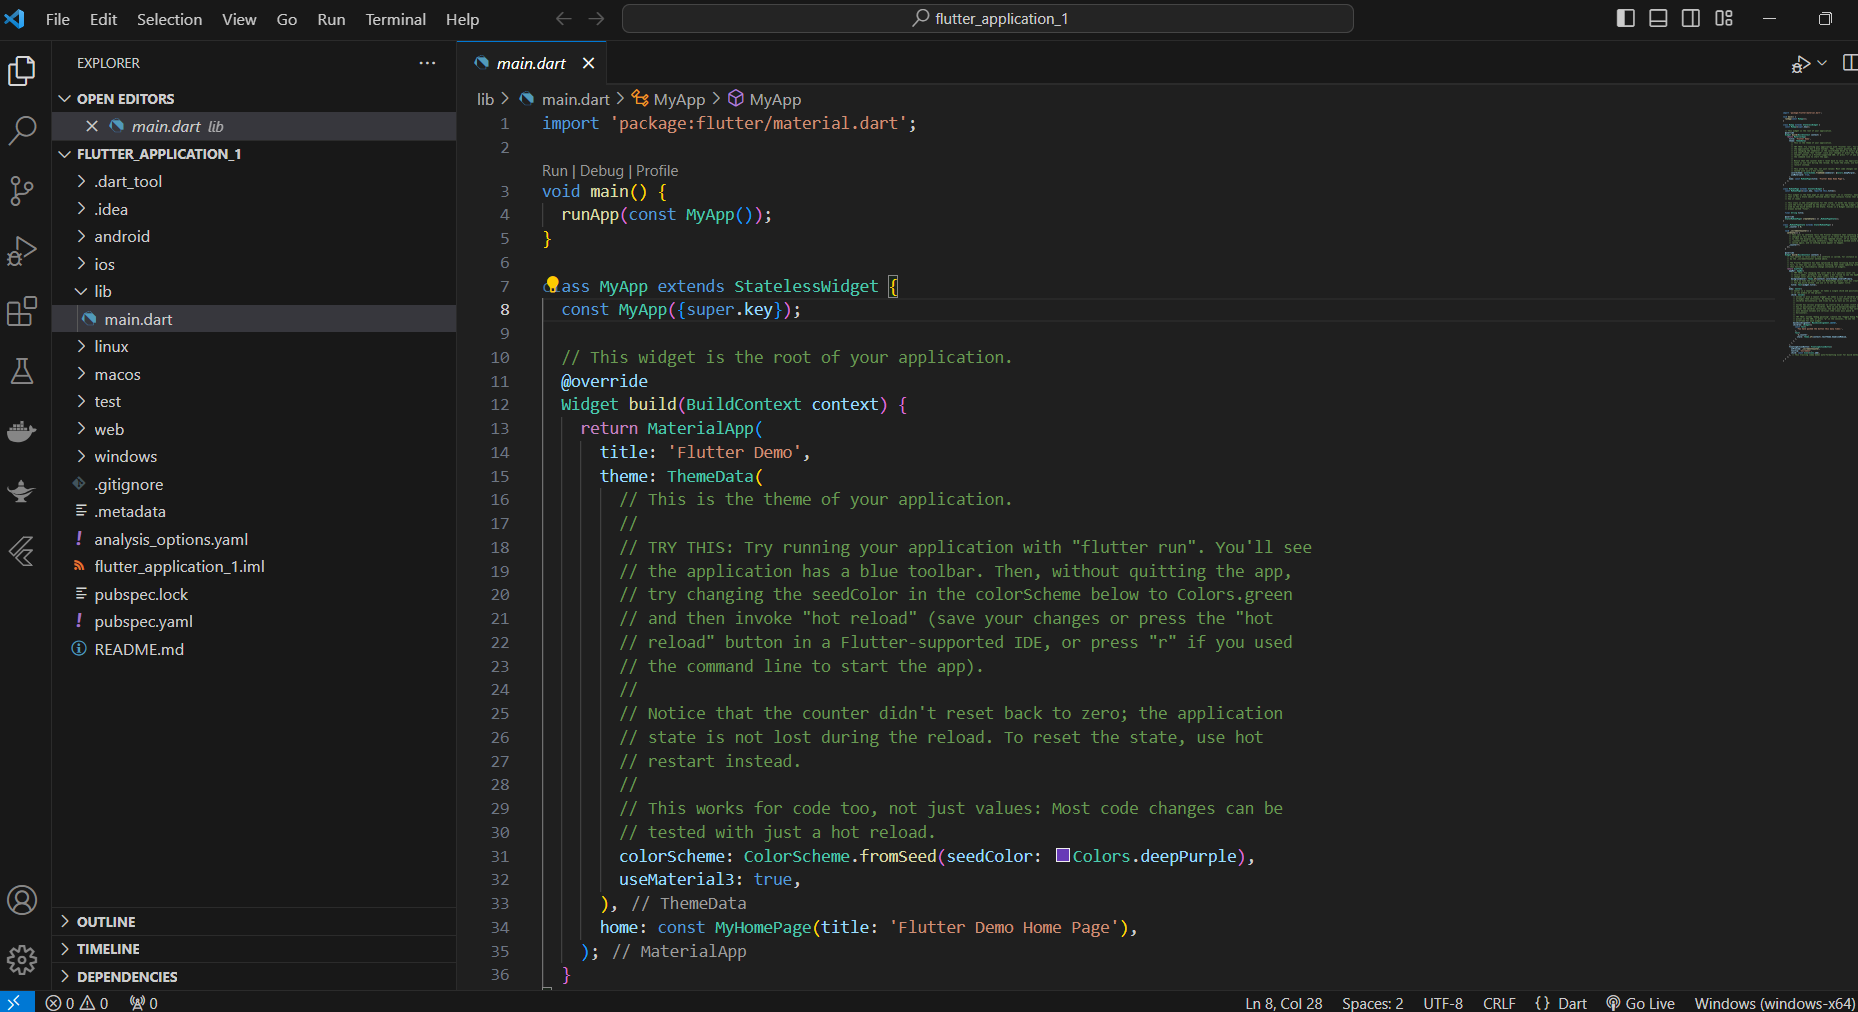 File Edit Selection View Go Run Terminal Help
flutter_application_1
EXPLORER
OPEN EDITORS
main.dart lib
FLUTTER_APPLICATION_1
.dart_tool
.idea
android
ios
lib
main.dart
linux
macos
test
web
windows
.gitignore
.metadata
analysis_options.yaml
flutter_application_1.iml
pubspec.lock
pubspec.yaml
README.md
OUTLINE
TIMELINE
DEPENDENCIES
main.dart
lib > main.dart > MyApp > MyApp
1 import 'package:flutter/material.dart';
2
Run | Debug | Profile
3 void main() {
4 runApp(const MyApp());
5 }
6
7 ass MyApp extends StatelessWidget {
8 const MyApp({super.key});
9
10 // This widget is the root of your application.
11 @override
12 Widget build(BuildContext context) {
13 return MaterialApp(
14 title: 'Flutter Demo',
15 theme: ThemeData(
16 // This is the theme of your application.
17 //
18 // TRY THIS: Try running your application with "flutter run". You'll see
19 // the application has a blue toolbar. Then, without quitting the app,
20 // try changing the seedColor in the colorScheme below to Colors.green
21 // and then invoke "hot reload" (save your changes or press the "hot
22 // reload" button in a Flutter-supported IDE, or press "r" if you used
23 // the command line to start the app).
24 //
25 // Notice that the counter didn't reset back to zero; the application
26 // state is not lost during the reload. To reset the state, use hot
27 // restart instead.
28 //
29 // This works for code too, not just values: Most code changes can be
30 // tested with just a hot reload.
31 colorScheme: ColorScheme.fromSeed(seedColor: Colors.deepPurple),
32 useMaterial3: true,
33 ), // ThemeData
34 home: const MyHomePage(title: 'Flutter Demo Home Page'),
35 ); // MaterialApp
36 }
0 0 0
Ln 8, Col 28 Spaces: 2 UTF-8 CRLF {} Dart Go Live Windows (windows-x64)